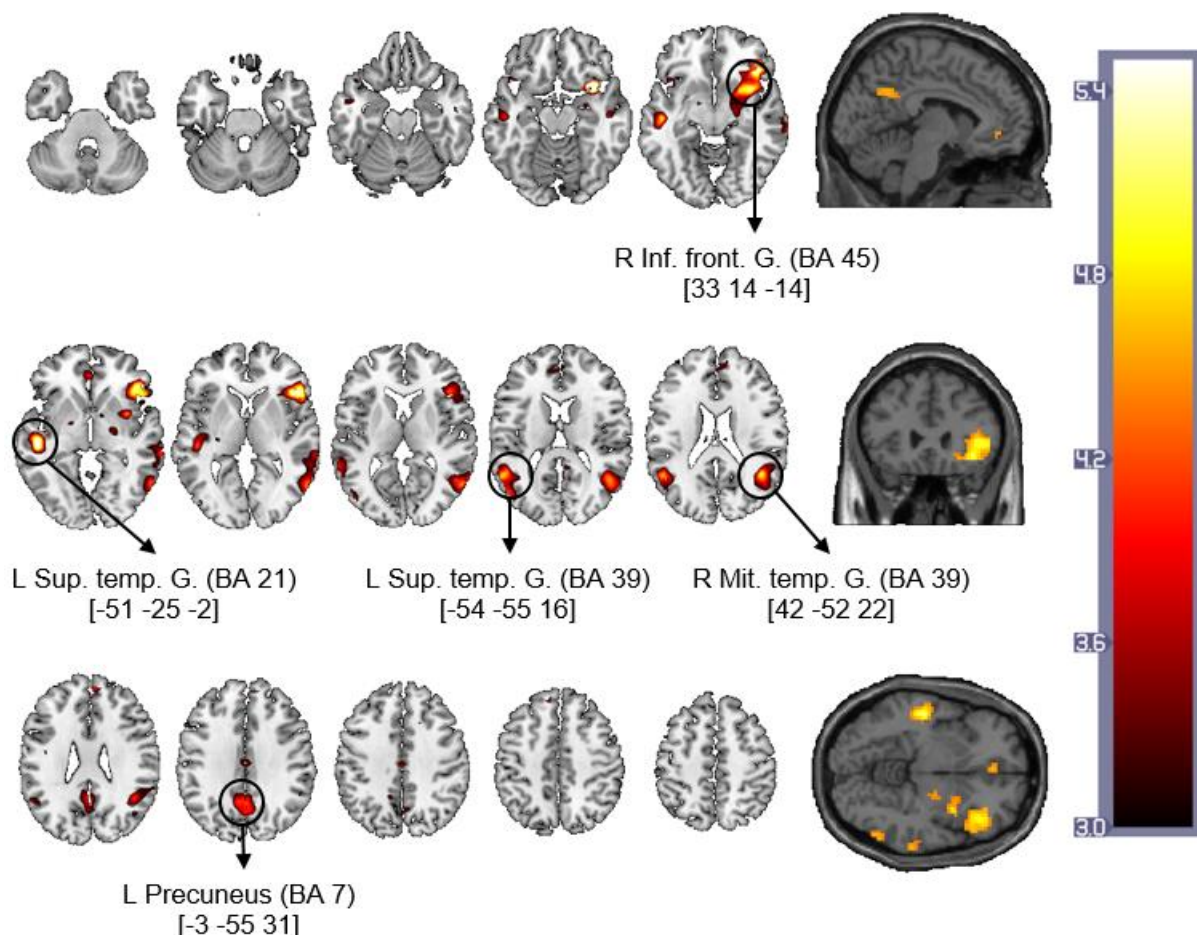 R Inf. front. G. (BA 45)
[33 14 -14]
L Sup. temp. G. (BA 21)
[-51 -25 -2]
L Sup. temp. G. (BA 39)
[-54 -55 16]
R Mit. temp. G. (BA 39)
[42 -52 22]
L Precuneus (BA 7)
[-3 -55 31]
5.4
4.8
4.2
3.6
3.0